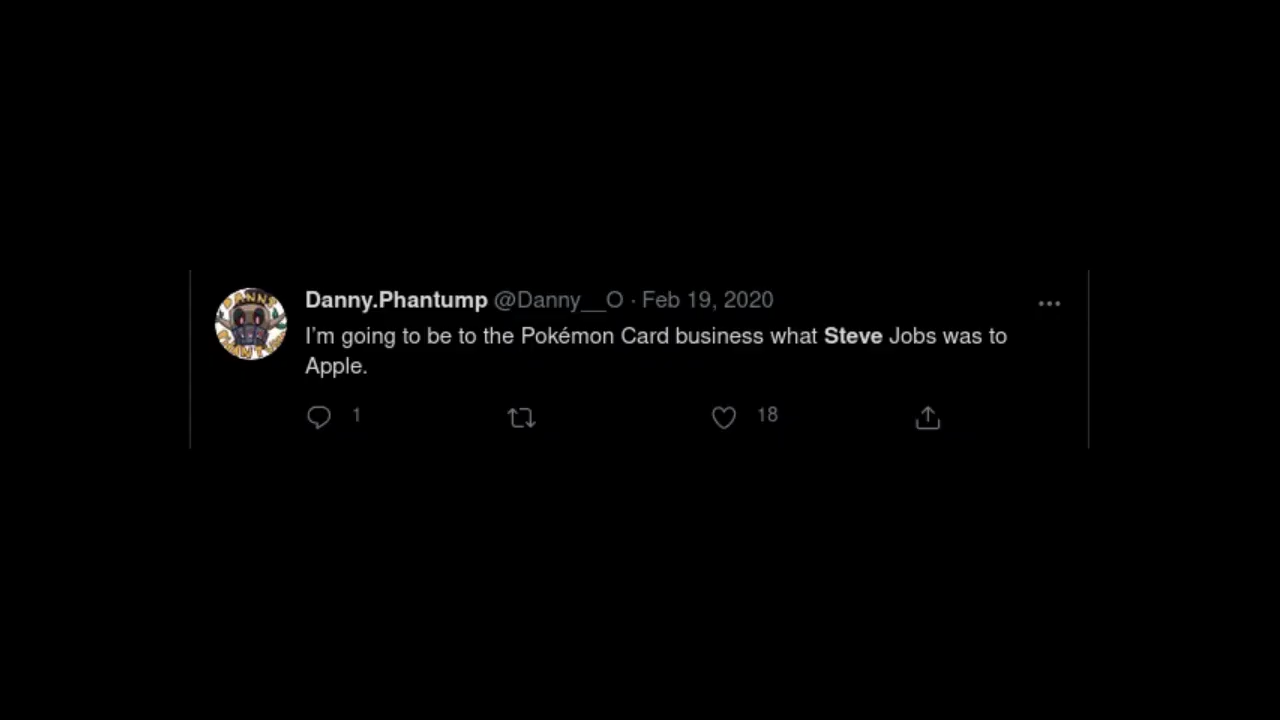 Danny.Phantump @Danny__O · Feb 19, 2020
I'm going to be to the Pokémon Card business what Steve Jobs was to
Apple.
1 18
DANNY